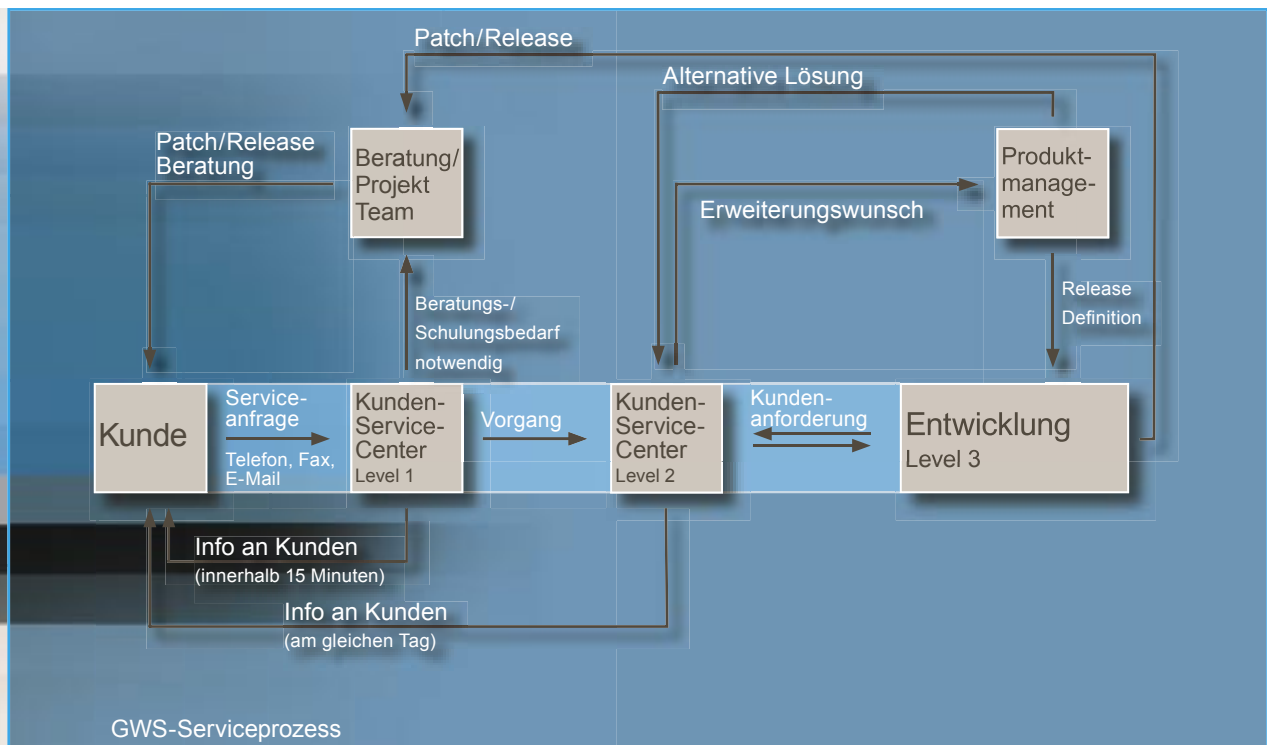 Patch/Release
Alternative Lösung
Patch/Release
Beratung
Beratung/
Projekt
Team
Produkt-
manage-
ment
Erweiterungswunsch
Beratungs-/
Schulungsbedarf
notwendig
Release
Definition
Kunde
Service-
anfrage
Telefon, Fax,
E-Mail
Kunden-
Service-
Center
Level 1
Vorgang
Kunden-
Service-
Center
Level 2
Kunden-
anforderung
Entwicklung
Level 3
Info an Kunden
(innerhalb 15 Minuten)
Info an Kunden
(am gleichen Tag)
GWS-Serviceprozess